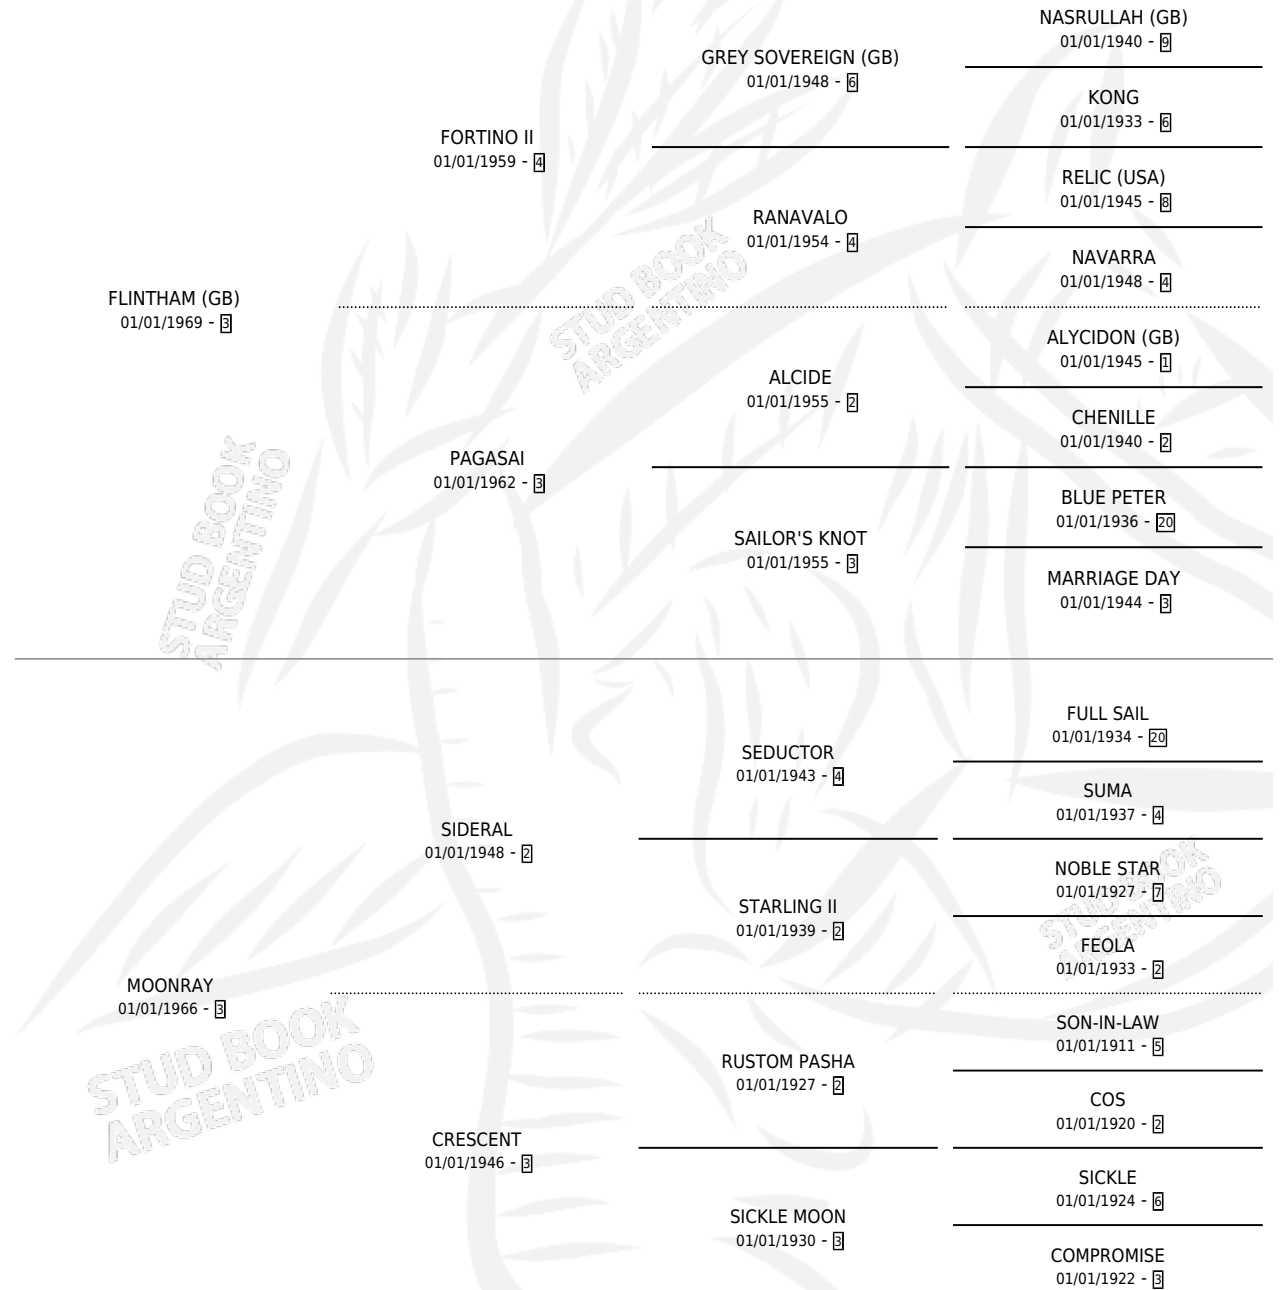 NASRULLAH (GB)
01/01/1940 - 9
GREY SOVEREIGN (GB)
01/01/1948 - 6
KONG
01/01/1933 - 6
FORTINO II
01/01/1959 - 4
RELIC (USA)
01/01/1945 - 8
RANAVALO
01/01/1954 - 4
NAVARRA
01/01/1948 - 4
FLINTHAM (GB)
01/01/1969 - 3
ALYCIDON (GB)
01/01/1945 - 1
ALCIDE
01/01/1955 - 2
CHENILLE
01/01/1940 - 2
PAGASAI
01/01/1962 - 3
BLUE PETER
01/01/1936 - 20
SAILOR'S KNOT
01/01/1955 - 3
MARRIAGE DAY
01/01/1944 - 3
FULL SAIL
01/01/1934 - 20
SEDUCTOR
01/01/1943 - 4
SUMA
01/01/1937 - 4
SIDERAL
01/01/1948 - 2
NOBLE STAR
01/01/1927 - 7
STARLING II
01/01/1939 - 2
FEOLA
01/01/1933 - 2
MOONRAY
01/01/1966 - 3
SON-IN-LAW
01/01/1911 - 5
RUSTOM PASHA
01/01/1927 - 2
COS
01/01/1920 - 2
CRESCENT
01/01/1946 - 3
SICKLE
01/01/1924 - 6
SICKLE MOON
01/01/1930 - 3
COMPROMISE
01/01/1922 - 3
STUD BOOK
ARGENTINO
STUD BOOK
ARGENTINO
STUD BOOK
ARGENTINO
STUD BOOK
ARGENTINO